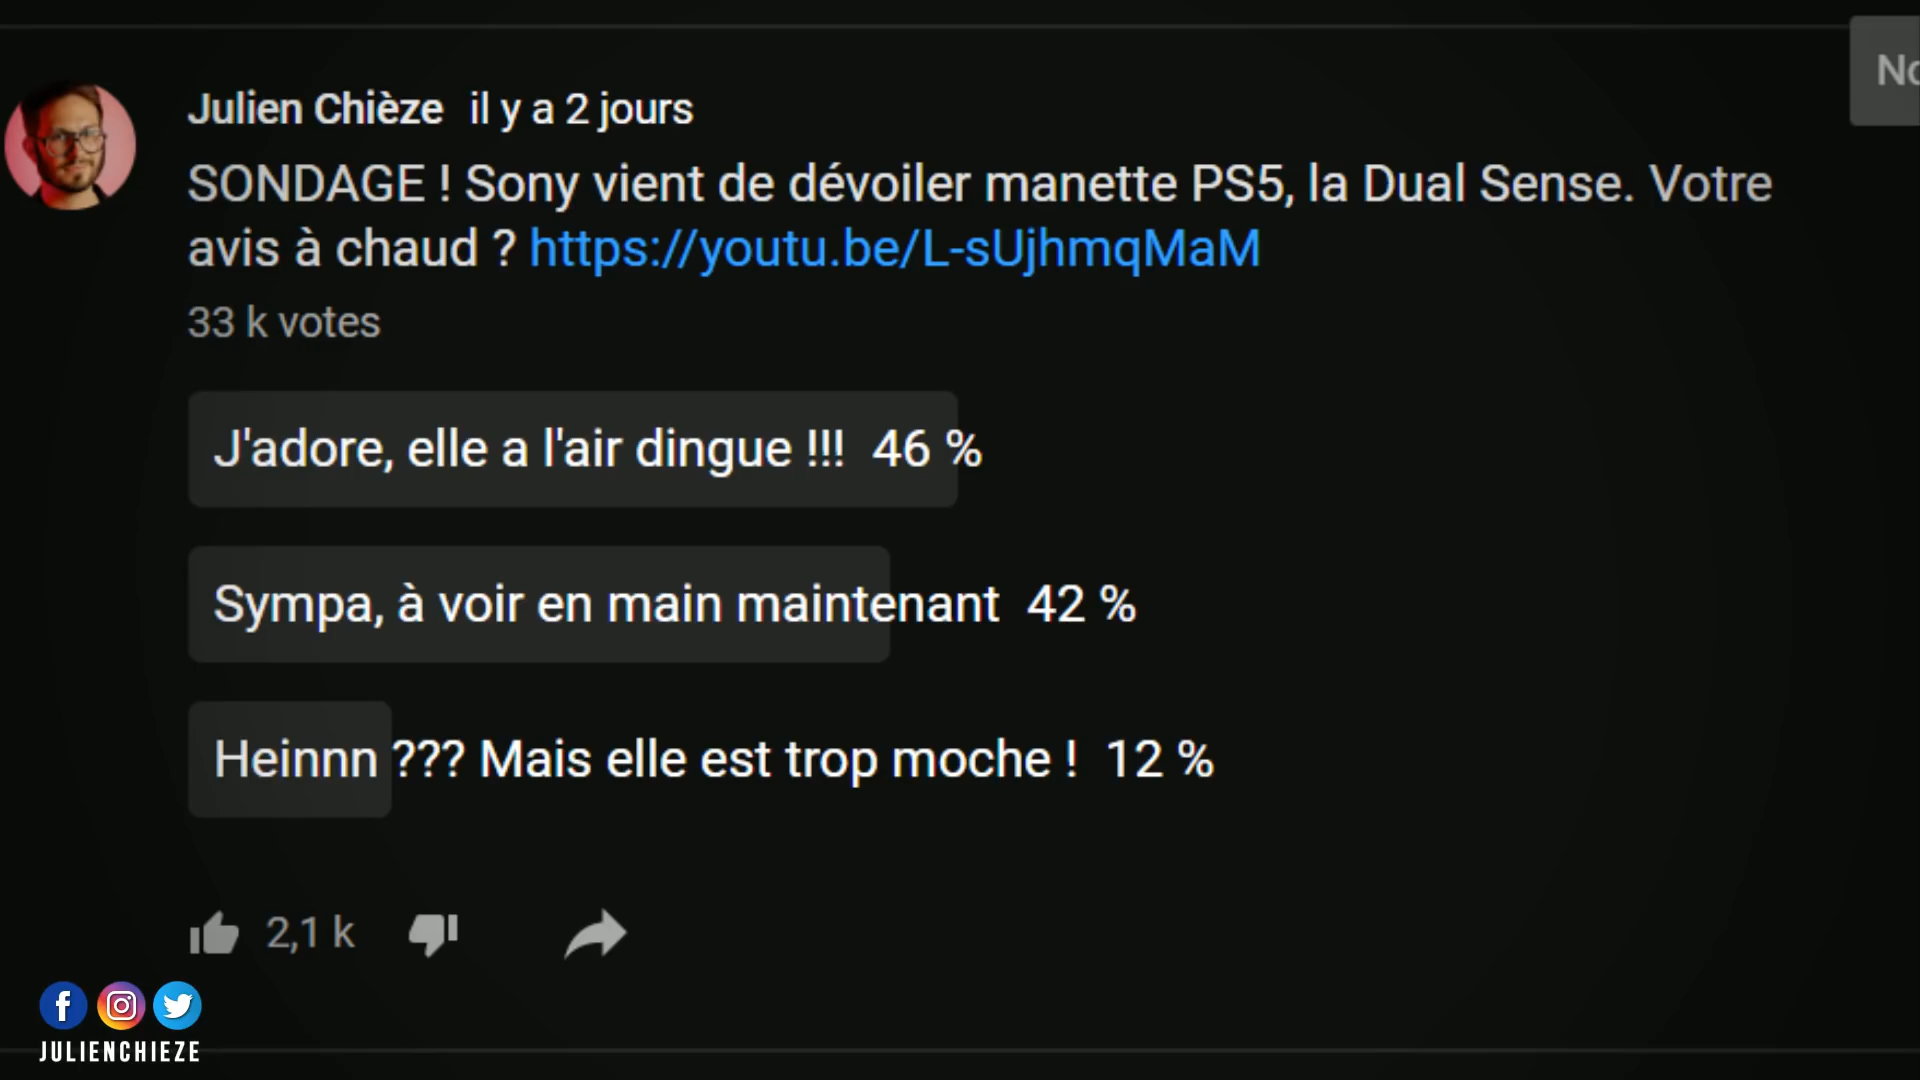 No
Julien Chièze il y a 2 jours
SONDAGE ! Sony vient de dévoiler manette PS5, la Dual Sense. Votre
avis à chaud ? https://youtu.be/L-sUjhmqMaM
33 k votes
J'adore, elle a l'air dingue !!! 46 %
Sympa, à voir en main maintenant 42 %
Heinnn ??? Mais elle est trop moche ! 12 %
2,1 k
JULIENCHIEZE